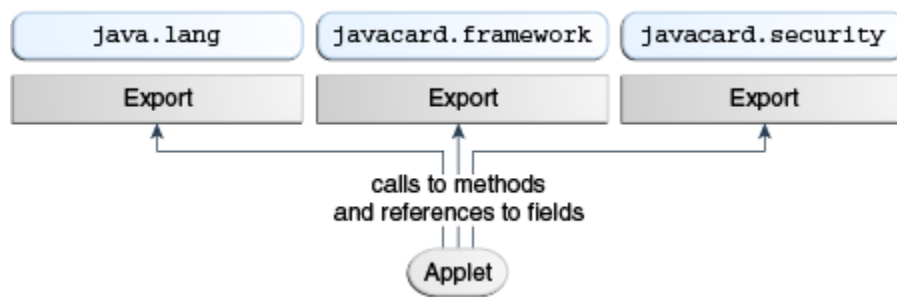 java.lang
javacard.framework
javacard.security
Export
Export
Export
calls to methods
and references to fields
Applet